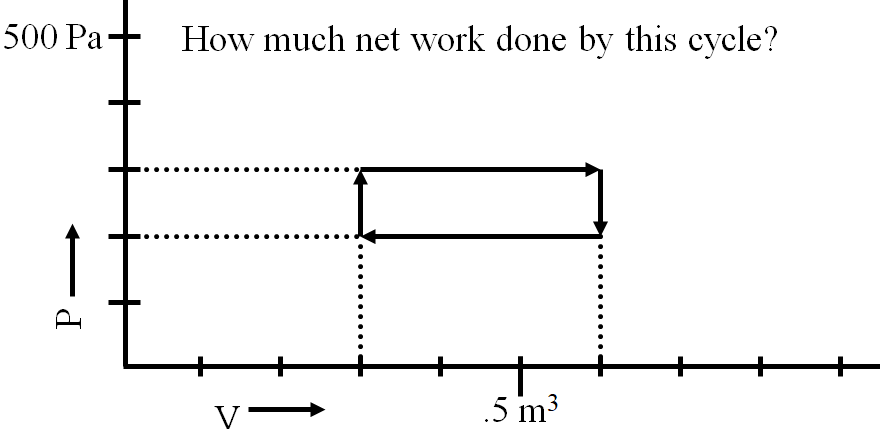 500 Pa
How much net work done by this cycle?
P
V
.5 m³